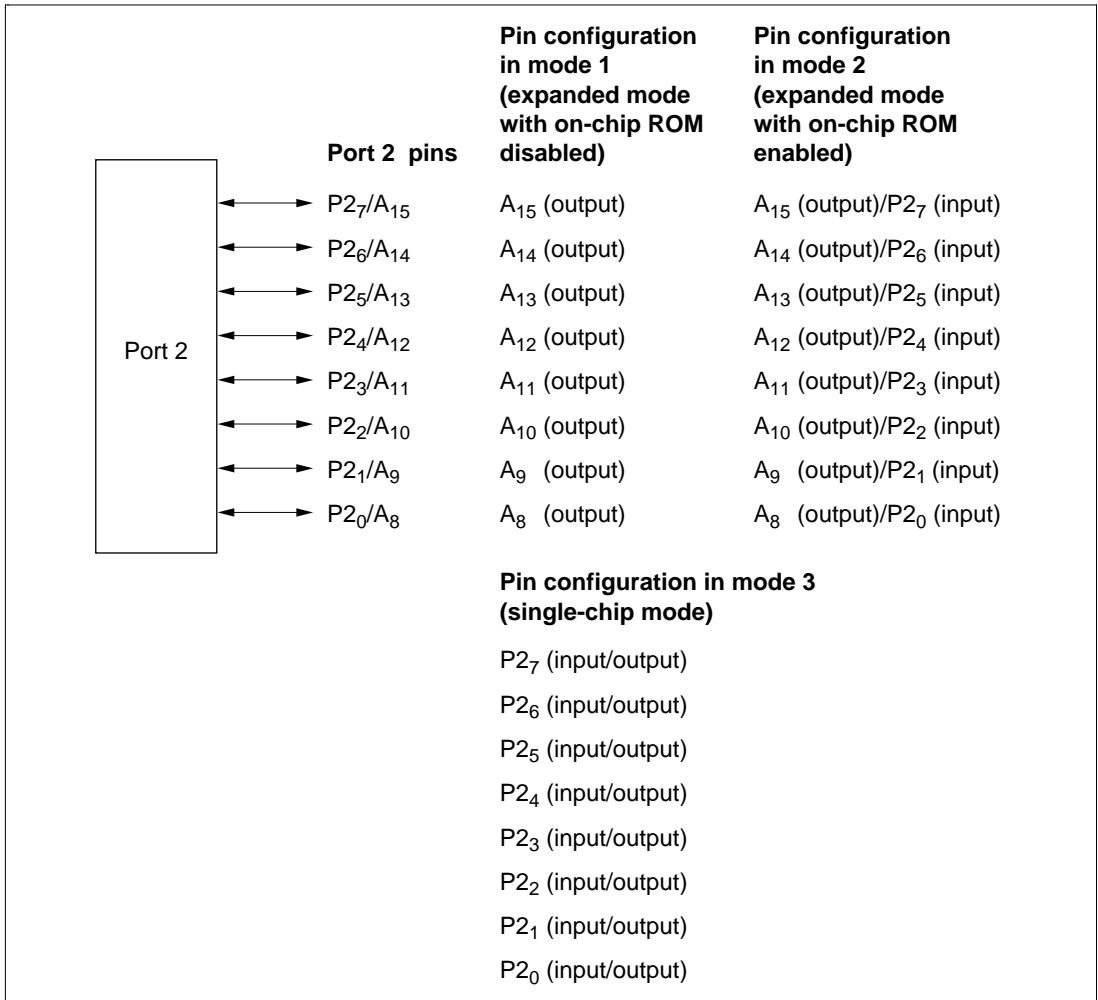 Pin configuration in mode 1 (expanded mode with on-chip ROM disabled)
Pin configuration in mode 2 (expanded mode with on-chip ROM enabled)
Port 2 pins
Port 2
P2₇/A₁₅ A₁₅ (output) A₁₅ (output)/P2₇ (input)
P2₆/A₁₄ A₁₄ (output) A₁₄ (output)/P2₆ (input)
P2₅/A₁₃ A₁₃ (output) A₁₃ (output)/P2₅ (input)
P2₄/A₁₂ A₁₂ (output) A₁₂ (output)/P2₄ (input)
P2₃/A₁₁ A₁₁ (output) A₁₁ (output)/P2₃ (input)
P2₂/A₁₀ A₁₀ (output) A₁₀ (output)/P2₂ (input)
P2₁/A₉ A₉ (output) A₉ (output)/P2₁ (input)
P2₀/A₈ A₈ (output) A₈ (output)/P2₀ (input)
Pin configuration in mode 3
(single-chip mode)
P2₇ (input/output)
P2₆ (input/output)
P2₅ (input/output)
P2₄ (input/output)
P2₃ (input/output)
P2₂ (input/output)
P2₁ (input/output)
P2₀ (input/output)